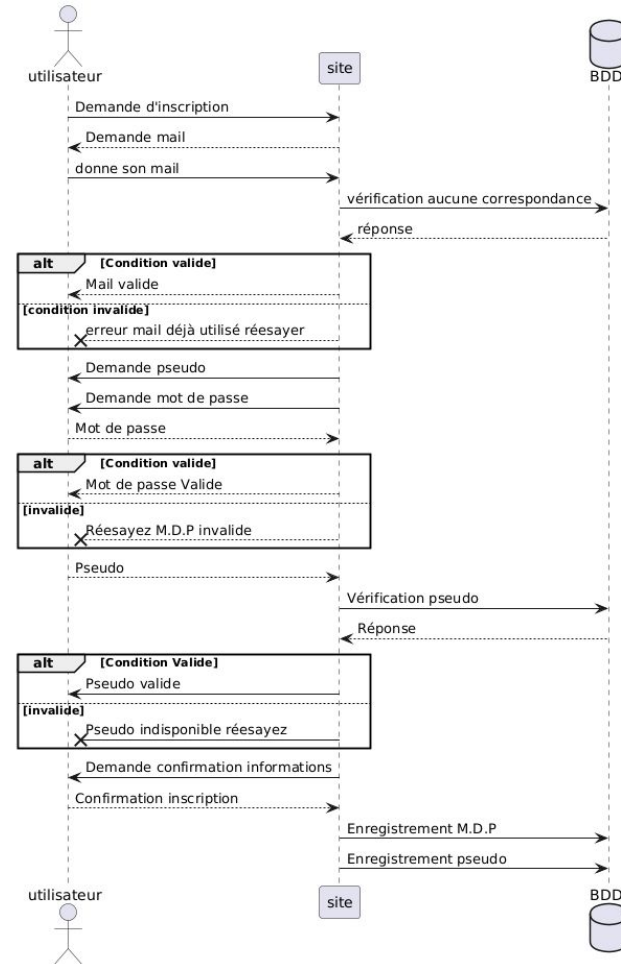 utilisateur
site
BDD
Demande d'inscription
Demande mail
donne son mail
vérification aucune correspondance
réponse
alt [Condition valide]
Mail valide
[condition invalide]
erreur mail déjà utilisé réesayer
Demande pseudo
Demande mot de passe
Mot de passe
alt [Condition valide]
Mot de passe Valide
[invalide]
Réesayez M.D.P invalide
Pseudo
Vérification pseudo
Réponse
alt [Condition Valide]
Pseudo valide
[invalide]
Pseudo indisponible réesayez
Demande confirmation informations
Confirmation inscription
Enregistrement M.D.P
Enregistrement pseudo
utilisateur
site
BDD